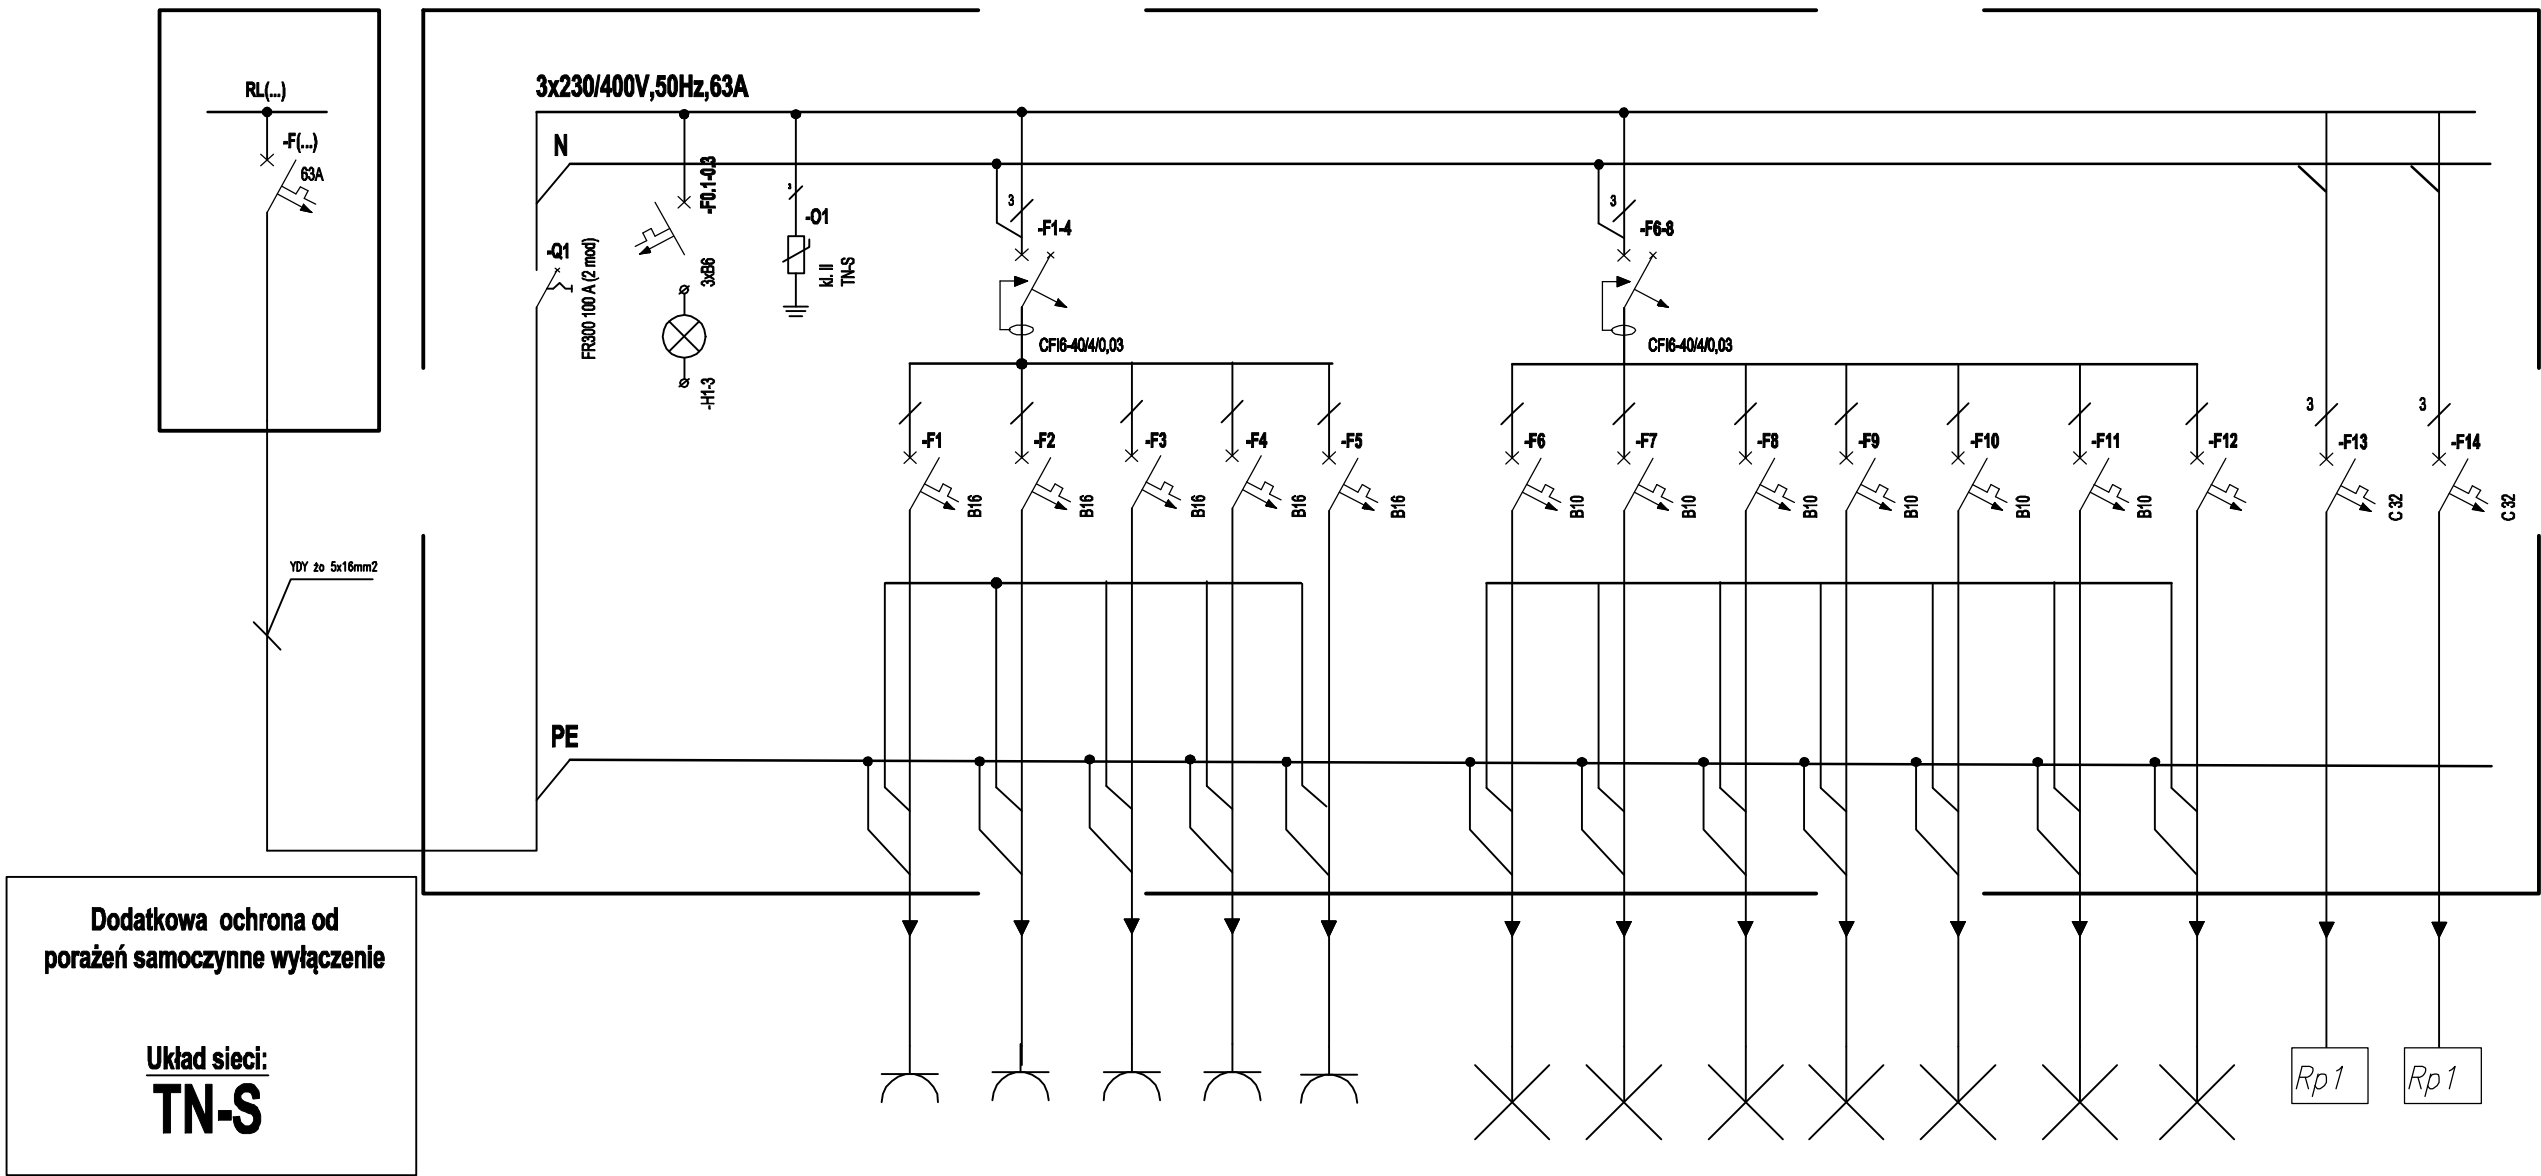 RL(...)
-F(...)
63A
YDY żo 5x16mm2
3x230/400V,50Hz,63A
N
-Q1
FR300 100 A (2 mod)
-F0.1-0.3
3xB6
-H1-3
3
-O1
kl. II
TN-S
3
-F1-4
CFI6-40/4/0,03
3
-F6-8
CFI6-40/4/0,03
-F1
B16
-F2
B16
-F3
B16
-F4
B16
-F5
B16
-F6
B10
-F7
B10
-F8
B10
-F9
B10
-F10
B10
-F11
B10
-F12
3
-F13
C 32
3
-F14
C 32
PE
Rp1
Rp1
Dodatkowa ochrona od
porażeń samoczynne wyłączenie
Układ sieci:
TN-S